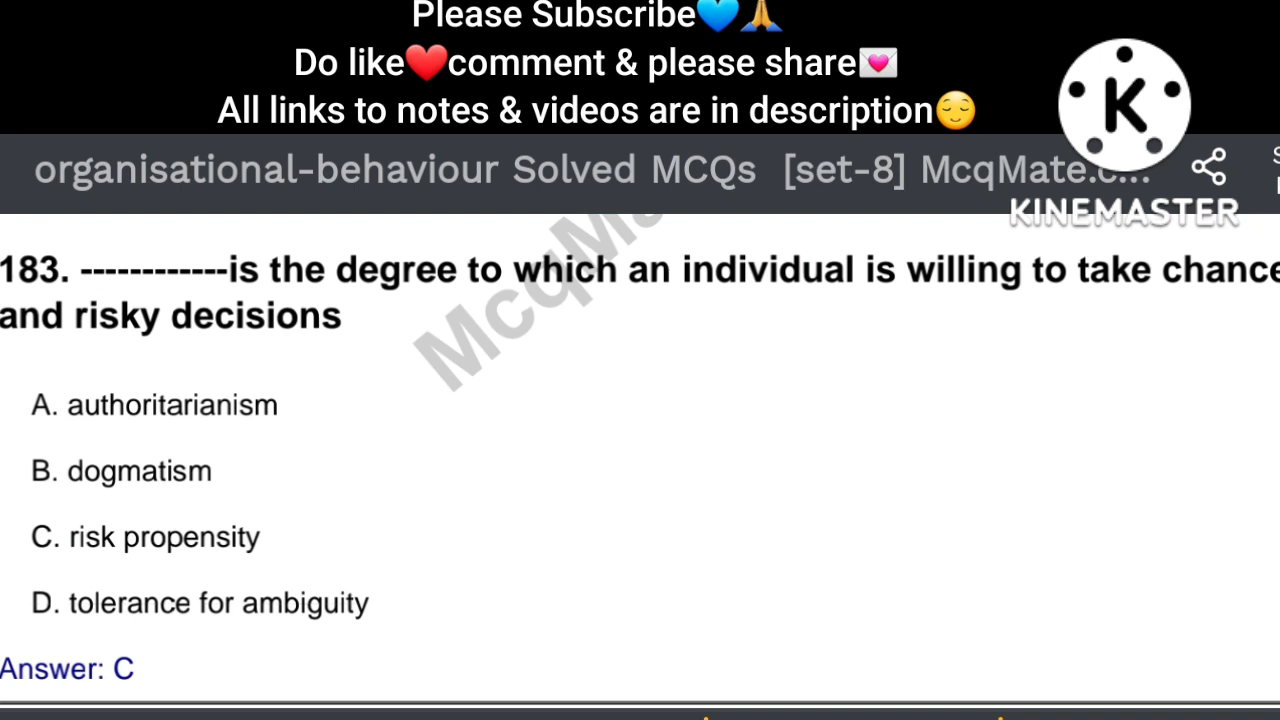 Please Subscribe💙🙏
Do like❤️comment & please share💌
All links to notes & videos are in description😌
organisational-behaviour Solved MCQs [set-8] McqMate.c...
K
KINEMASTER
183. ------------is the degree to which an individual is willing to take chance
and risky decisions
A. authoritarianism
B. dogmatism
C. risk propensity
D. tolerance for ambiguity
Answer: C